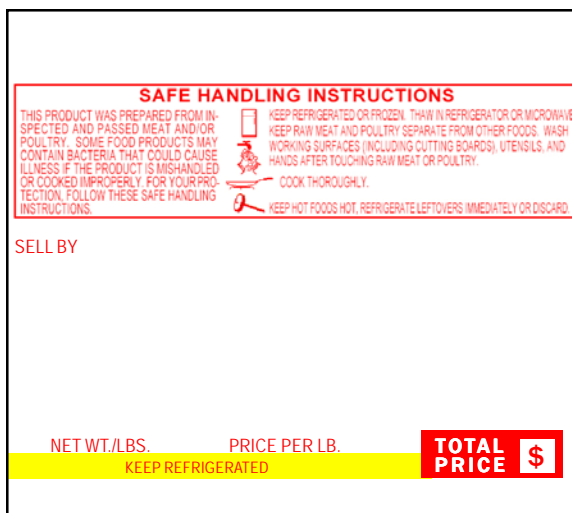 SAFE HANDLING INSTRUCTIONS
THIS PRODUCT WAS PREPARED FROM IN-
SPECTED AND PASSED MEAT AND/OR
POULTRY. SOME FOOD PRODUCTS MAY
CONTAIN BACTERIA THAT COULD CAUSE
ILLNESS IF THE PRODUCT IS MISHANDLED
OR COOKED IMPROPERLY. FOR YOUR PRO-
TECTION, FOLLOW THESE SAFE HANDLING
INSTRUCTIONS.
KEEP REFRIGERATED OR FROZEN. THAW IN REFRIGERATOR OR MICROWAVE
KEEP RAW MEAT AND POULTRY SEPARATE FROM OTHER FOODS. WASH
WORKING SURFACES (INCLUDING CUTTING BOARDS), UTENSILS, AND
HANDS AFTER TOUCHING RAW MEAT OR POULTRY.
COOK THOROUGHLY.
KEEP HOT FOODS HOT, REFRIGERATE LEFTOVERS IMMEDIATELY OR DISCARD.
SELL BY
NET WT./LBS. PRICE PER LB.
TOTAL
PRICE $
KEEP REFRIGERATED